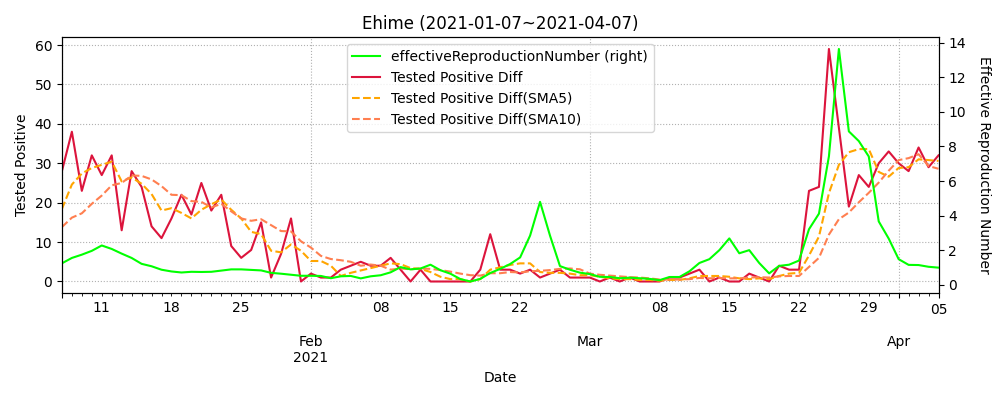 Ehime (2021-01-07~2021-04-07)
effectiveReproductionNumber (right)
Tested Positive Diff
Tested Positive Diff(SMA5)
Tested Positive Diff(SMA10)
Tested Positive
60
50
40
30
20
10
0
14
12
10
8
6
4
2
0
Effective Reproduction Number
11 18 25 08 15 22 08 15 22 29 05
Feb Mar Apr
2021
Date